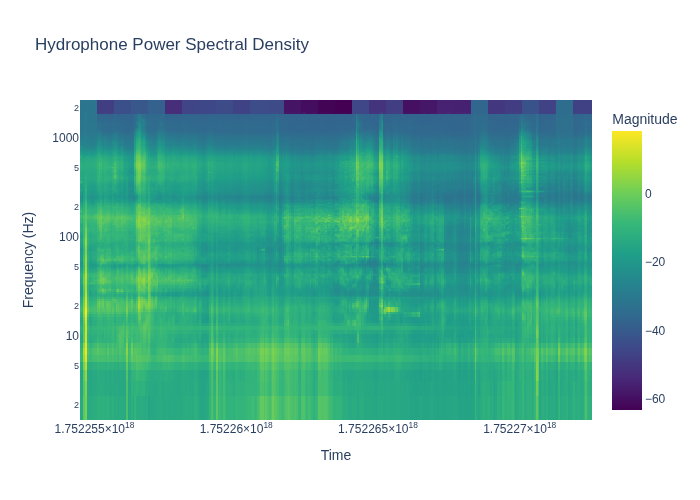 Hydrophone Power Spectral Density
Magnitude
0
−20
−40
−60
Frequency (Hz)
2
1000
5
2
100
5
2
10
5
2
1.752255×10¹⁸ 1.75226×10¹⁸ 1.752265×10¹⁸ 1.75227×10¹⁸
Time